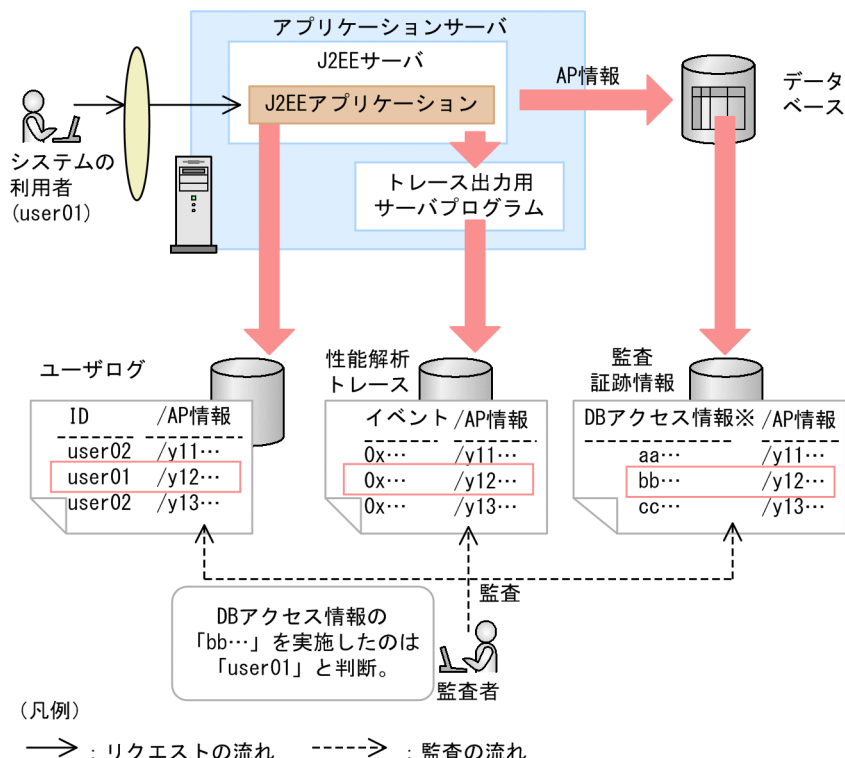 アプリケーションサーバ
J2EEサーバ
J2EEアプリケーション
AP情報
データ
ベース
システムの
利用者
(user01)
トレース出力用
サーバプログラム
ユーザログ
性能解析
トレース
監査
証跡情報
ID /AP情報
user02 /y11…
user01 /y12…
user02 /y13…
イベント /AP情報
0x… /y11…
0x… /y12…
0x… /y13…
DBアクセス情報※ /AP情報
aa… /y11…
bb… /y12…
cc… /y13…
監査
DBアクセス情報の
「bb…」を実施したのは
「user01」と判断。
監査者
(凡例)
：リクエストの流れ ：監査の流れ